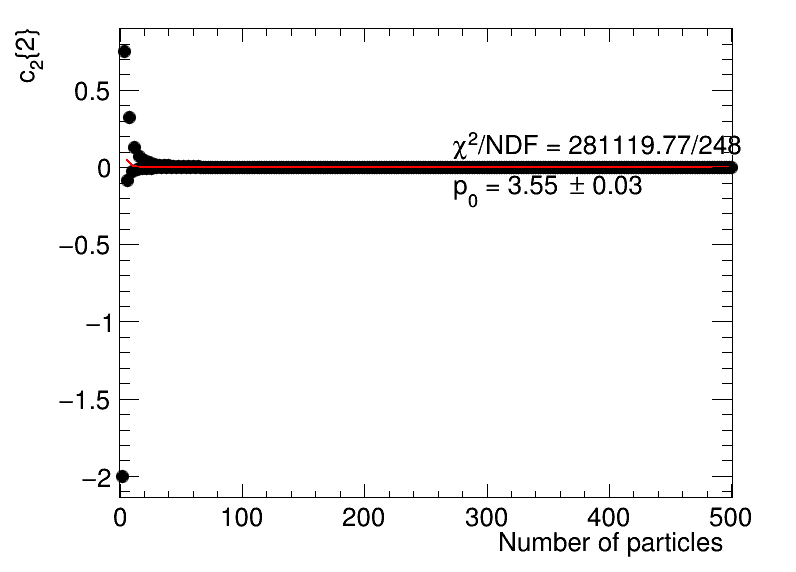 c2{2}
0.5
0
−0.5
−1
−1.5
−2
χ2/NDF = 281119.77/248
p0 = 3.55 ± 0.03
0 100 200 300 400 500
Number of particles